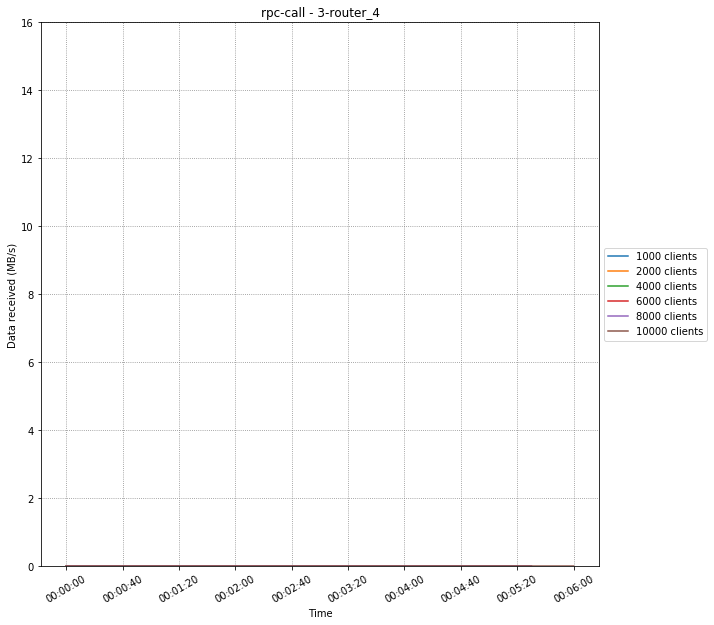 rpc-call - 3-router_4
16
14
12
10
8
6
4
2
0
Data received (MB/s)
00:00:00
00:00:40
00:01:20
00:02:00
00:02:40
00:03:20
00:04:00
00:04:40
00:05:20
00:06:00
Time
1000 clients
2000 clients
4000 clients
6000 clients
8000 clients
10000 clients